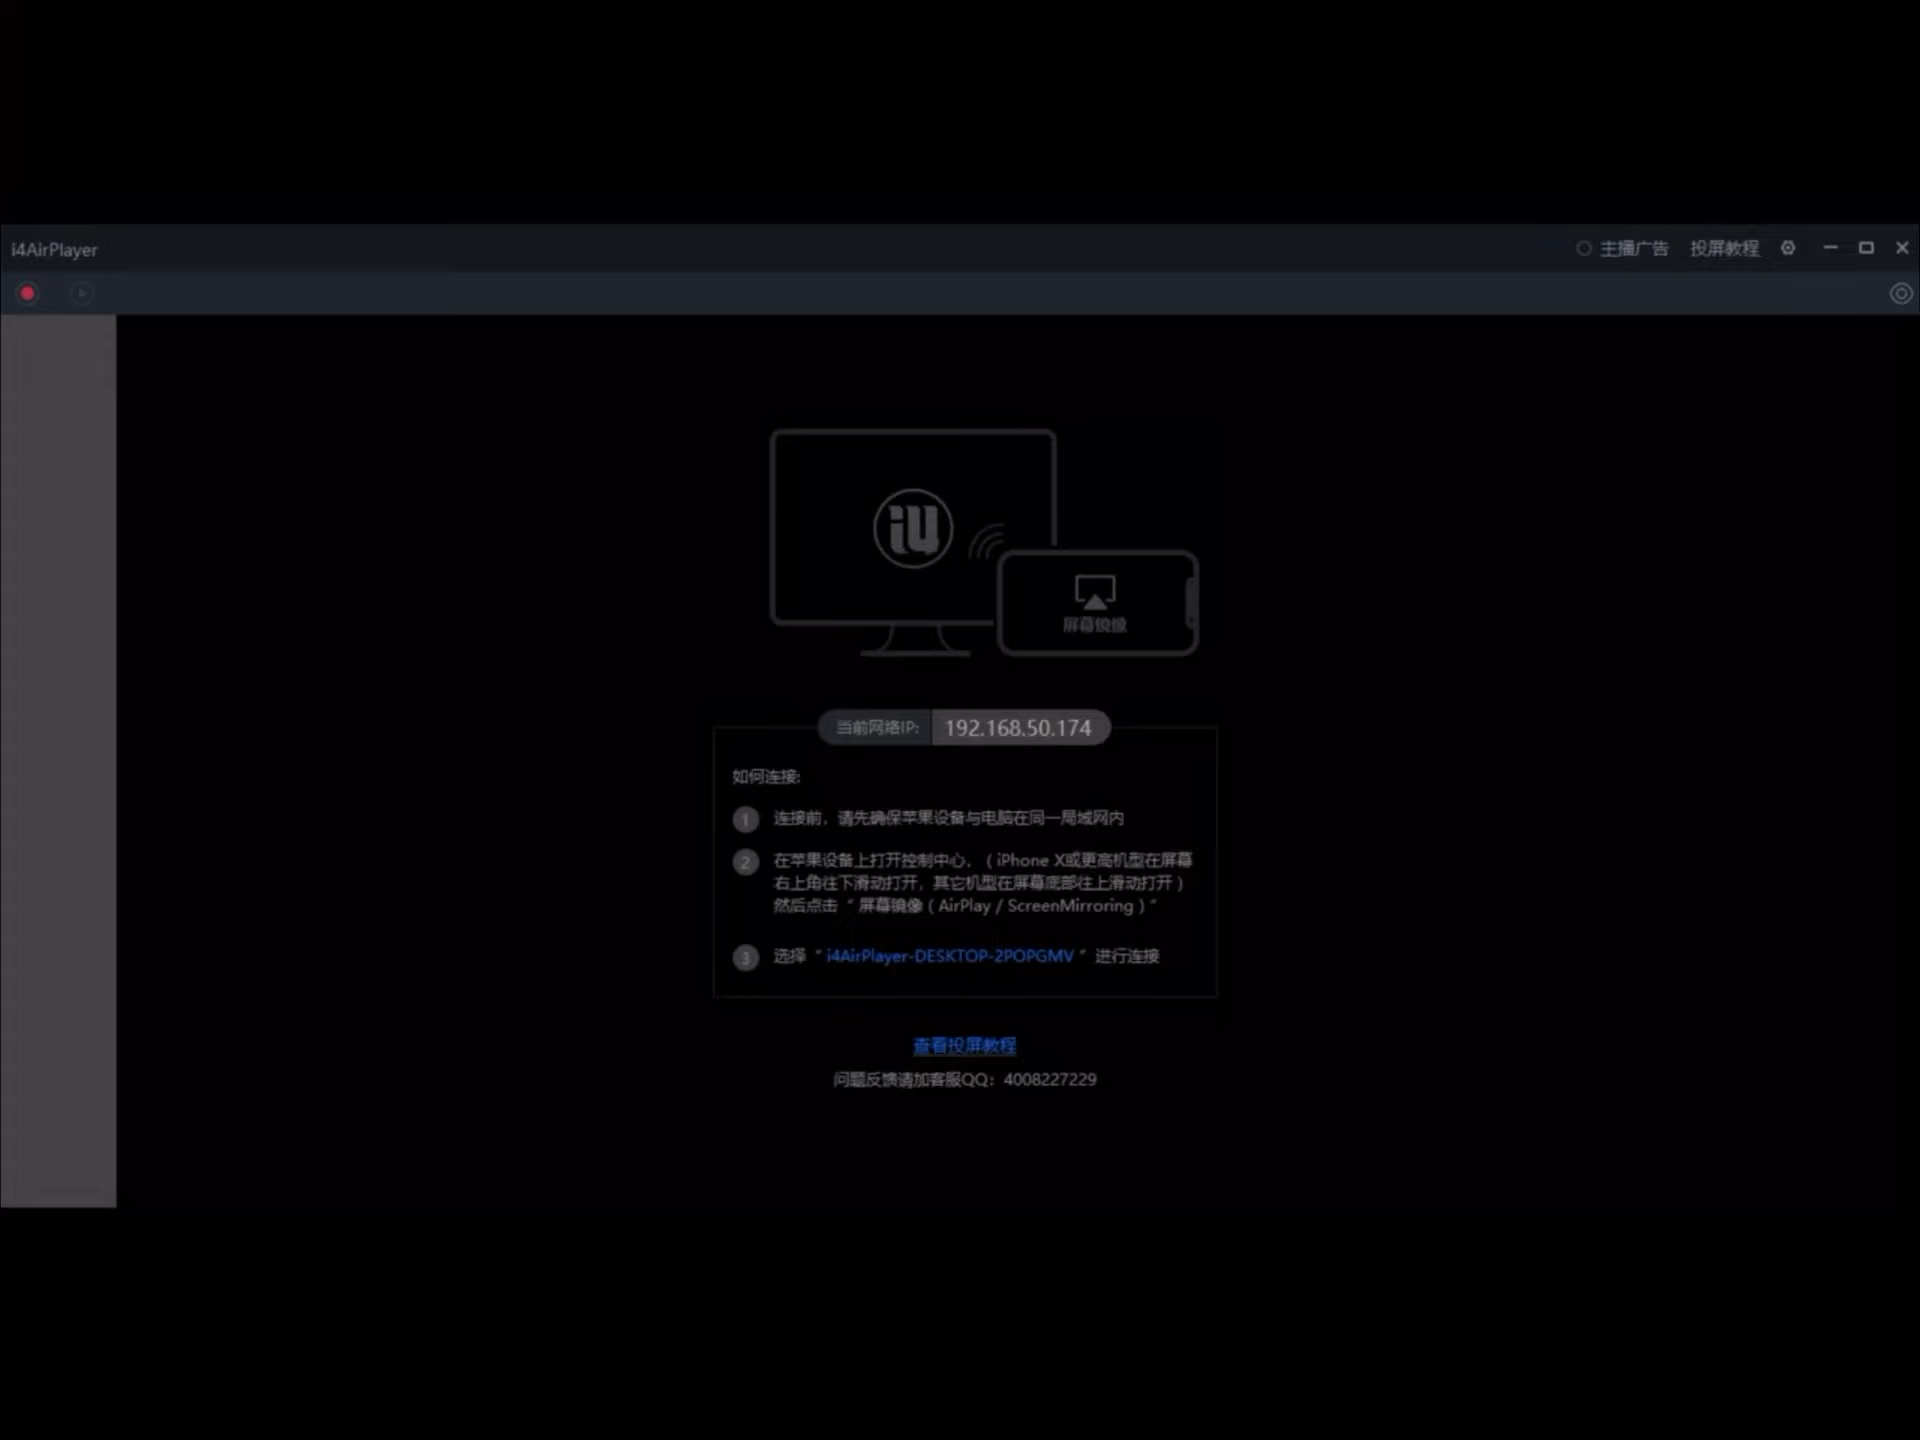 i4AirPlayer
主播广告 投屏教程
i4
屏幕镜像
当前网络IP: 192.168.50.174
如何连接:
1 连接前，请先确保苹果设备与电脑在同一局域网内
2 在苹果设备上打开控制中心，（iPhone X或更高机型在屏幕
右上角往下滑动打开，其它机型在屏幕底部往上滑动打开）
然后点击 “ 屏幕镜像（AirPlay / ScreenMirroring）”
3 选择 “ i4AirPlayer-DESKTOP-2POPGMV ” 进行连接
查看投屏教程
问题反馈请加客服QQ：4008227229